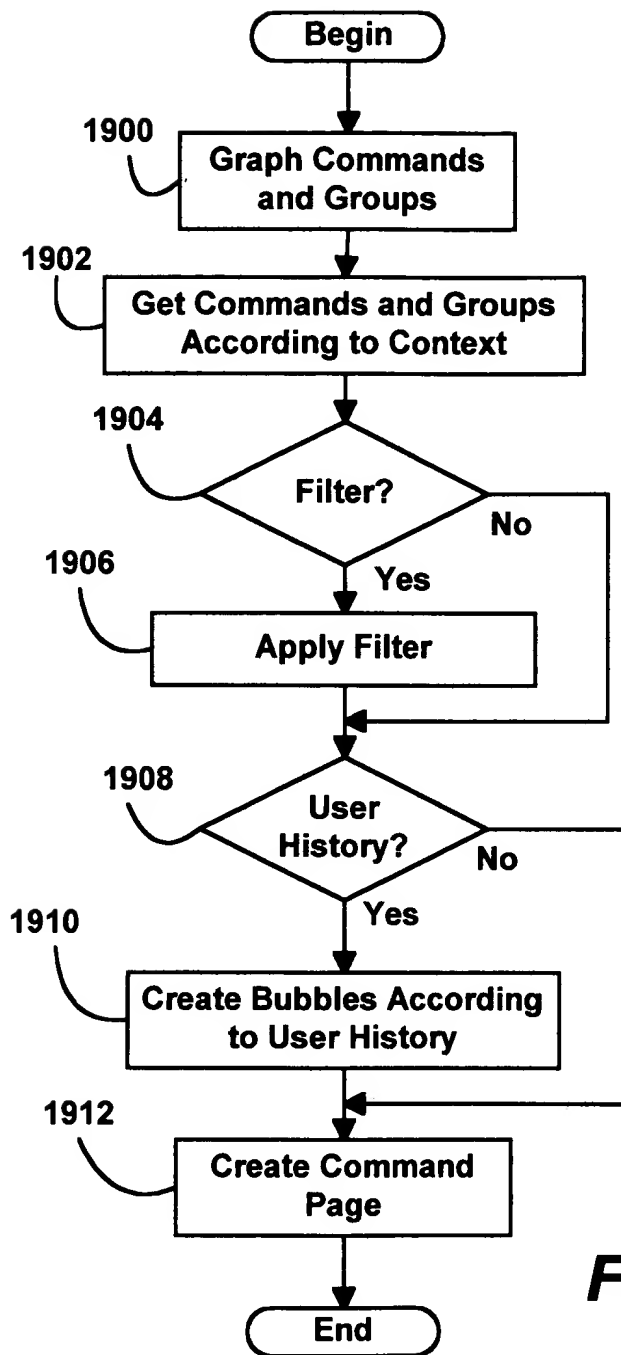 Begin
1900
Graph Commands
and Groups
1902
Get Commands and Groups
According to Context
1904
Filter?
No
Yes
1906
Apply Filter
1908
User
History?
No
Yes
1910
Create Bubbles According
to User History
1912
Create Command
Page
F
End